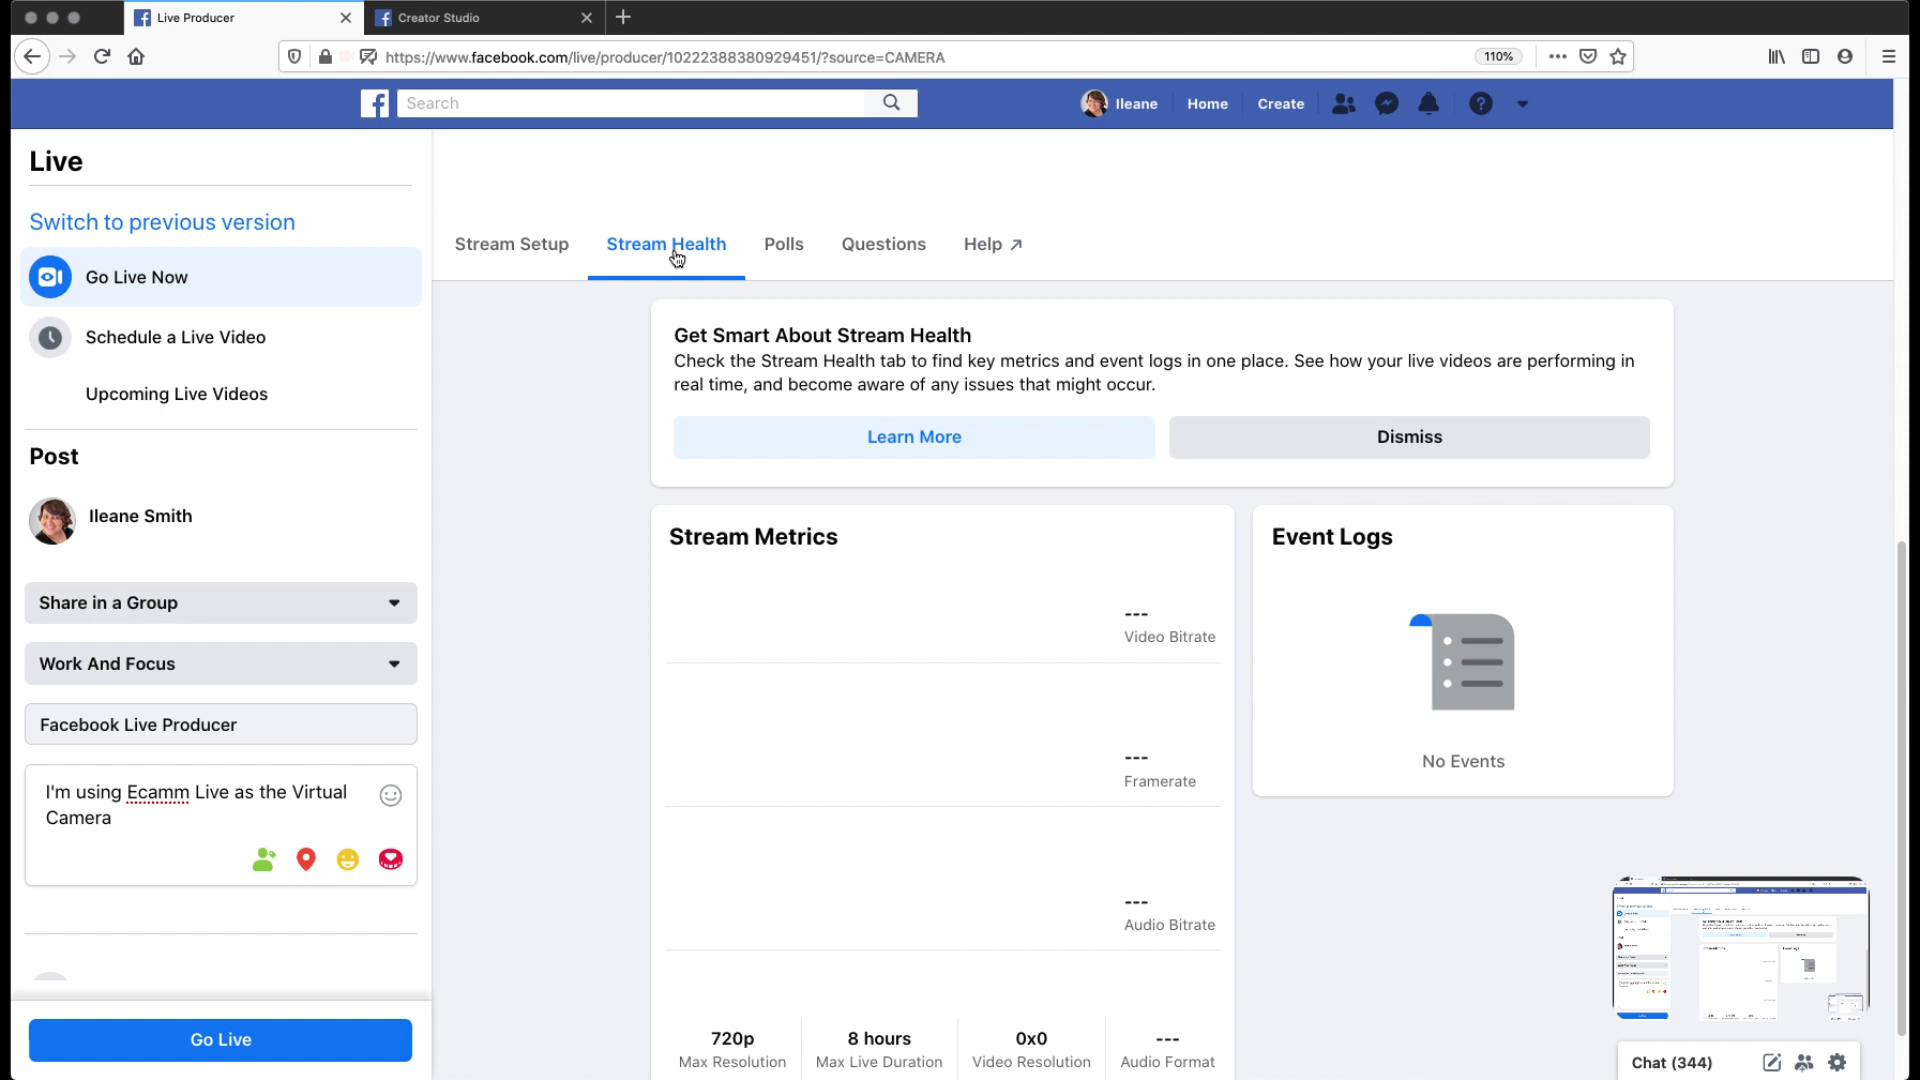 Live Producer
Creator Studio
https://www.facebook.com/live/producer/10222388380929451/?source=CAMERA
110%
Search
Ileane
Home
Create
Live
Switch to previous version
Go Live Now
Schedule a Live Video
Upcoming Live Videos
Post
Ileane Smith
Share in a Group
Work And Focus
Facebook Live Producer
I'm using Ecamm Live as the Virtual
Camera
Go Live
Stream Setup
Stream Health
Polls
Questions
Help
Get Smart About Stream Health
Check the Stream Health tab to find key metrics and event logs in one place. See how your live videos are performing in
real time, and become aware of any issues that might occur.
Learn More
Dismiss
Stream Metrics
---
Video Bitrate
---
Framerate
---
Audio Bitrate
720p
Max Resolution
8 hours
Max Live Duration
0x0
Video Resolution
---
Audio Format
Event Logs
No Events
Chat (344)